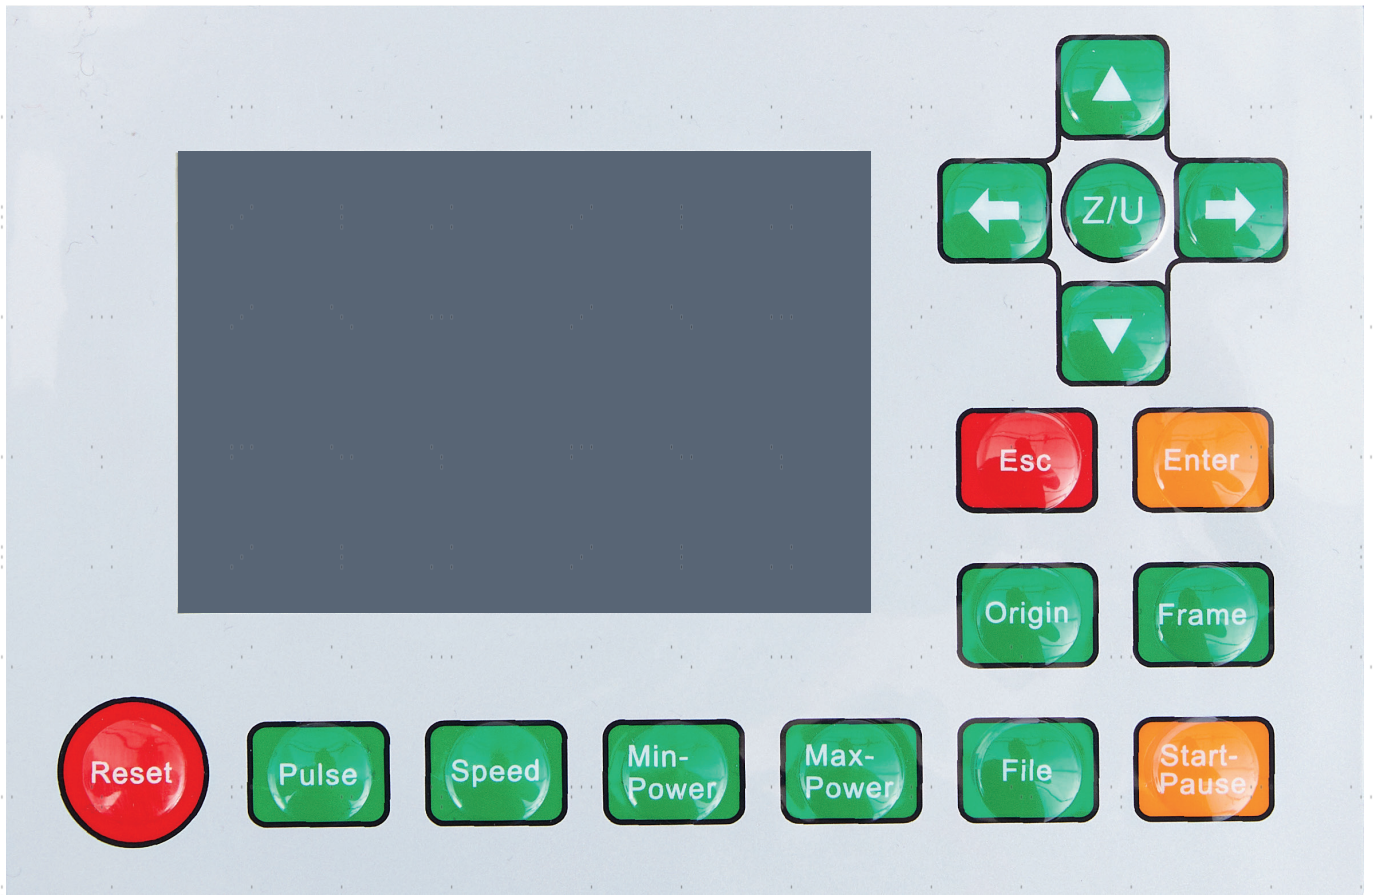 Z/U
Esc
Enter
Origin
Frame
Reset
Pulse
Speed
Min-
Power
Max-
Power
File
Start-
Pause